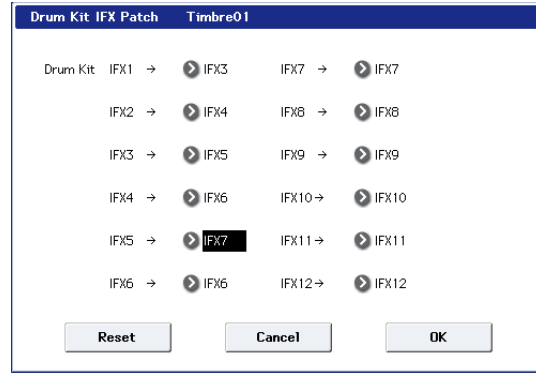 Drum Kit IFX Patch Timbre01
Drum Kit IFX1 → IFX3 IFX7 → IFX7
IFX2 → IFX4 IFX8 → IFX8
IFX3 → IFX5 IFX9 → IFX9
IFX4 → IFX6 IFX10→ IFX10
IFX5 → IFX7 IFX11→ IFX11
IFX6 → IFX6 IFX12→ IFX12
Reset Cancel OK